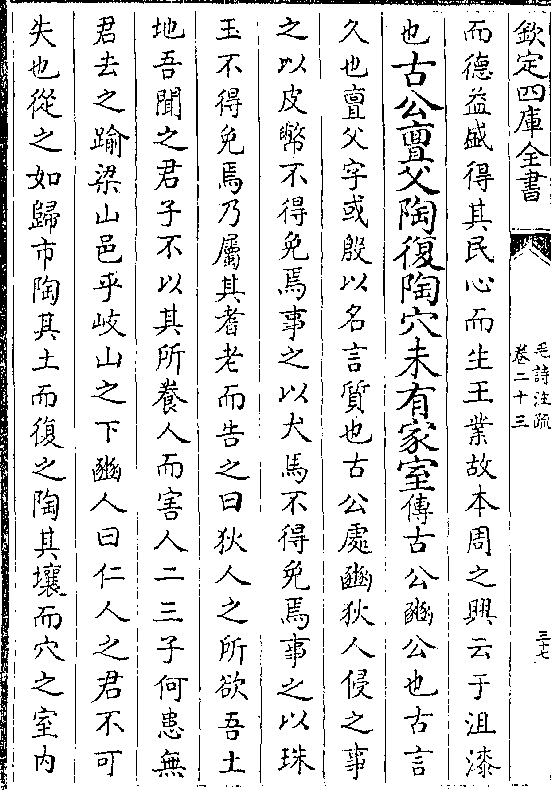 欽定四庫全書
毛詩注疏
卷二十三
三十七
而德益盛得其民心而生王業故本周之興云于沮漆
也古公亶父陶復陶穴未有家室傳古公豳公也古言
久也亶父字或殷以名言質也古公處豳狄人侵之事
之以皮幣不得免焉事之以犬馬不得免焉事之以珠
玉不得免焉乃屬其耆老而告之曰狄人之所欲吾土
地吾聞之君子不以其所養人而害人二三子何患無
君去之踰梁山邑乎岐山之下豳人曰仁人之君不可
失也從之如歸市陶其土而復之陶其壤而穴之室内